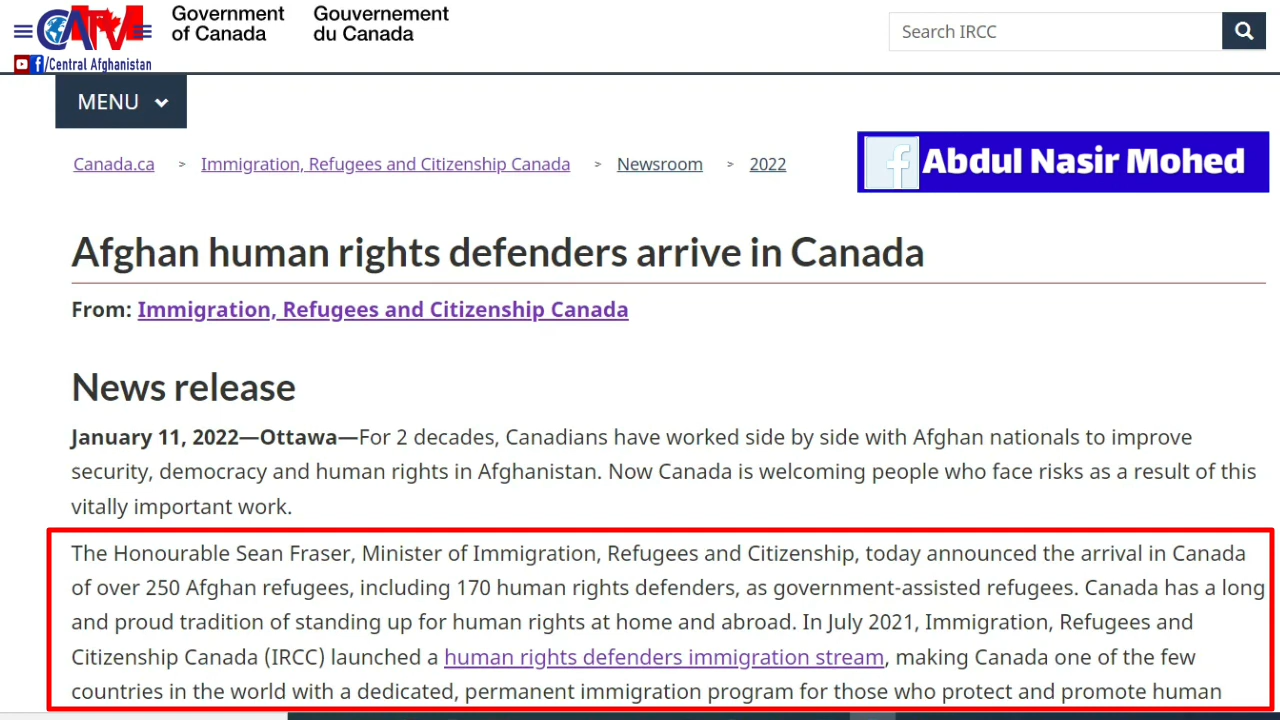 CATV
Government of Canada
Gouvernement du Canada
Search IRCC
/Central Afghanistan
MENU
Canada.ca > Immigration, Refugees and Citizenship Canada > Newsroom > 2022
Abdul Nasir Mohed
Afghan human rights defenders arrive in Canada
From: Immigration, Refugees and Citizenship Canada
News release
January 11, 2022—Ottawa—For 2 decades, Canadians have worked side by side with Afghan nationals to improve
security, democracy and human rights in Afghanistan. Now Canada is welcoming people who face risks as a result of this
vitally important work.
The Honourable Sean Fraser, Minister of Immigration, Refugees and Citizenship, today announced the arrival in Canada
of over 250 Afghan refugees, including 170 human rights defenders, as government-assisted refugees. Canada has a long
and proud tradition of standing up for human rights at home and abroad. In July 2021, Immigration, Refugees and
Citizenship Canada (IRCC) launched a human rights defenders immigration stream, making Canada one of the few
countries in the world with a dedicated, permanent immigration program for those who protect and promote human